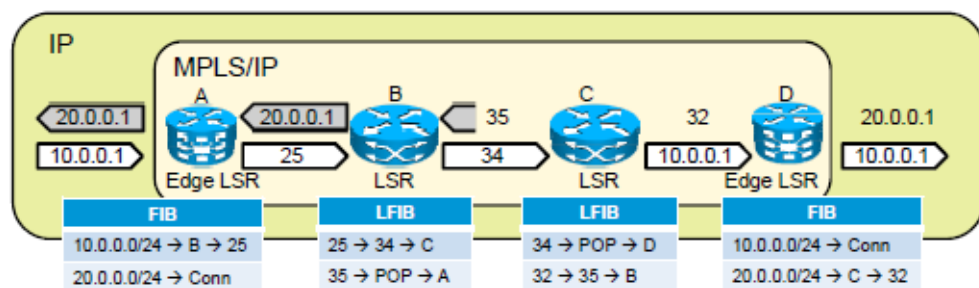 IP
MPLS/IP
A
B
C
D
20.0.0.1
20.0.0.1
35
32
20.0.0.1
10.0.0.1
25
34
10.0.0.1
10.0.0.1
Edge LSR
LSR
LSR
Edge LSR
FIB
10.0.0.0/24 → B → 25
20.0.0.0/24 → Conn
LFIB
25 → 34 → C
35 → POP → A
LFIB
34 → POP → D
32 → 35 → B
FIB
10.0.0.0/24 → Conn
20.0.0.0/24 → C → 32